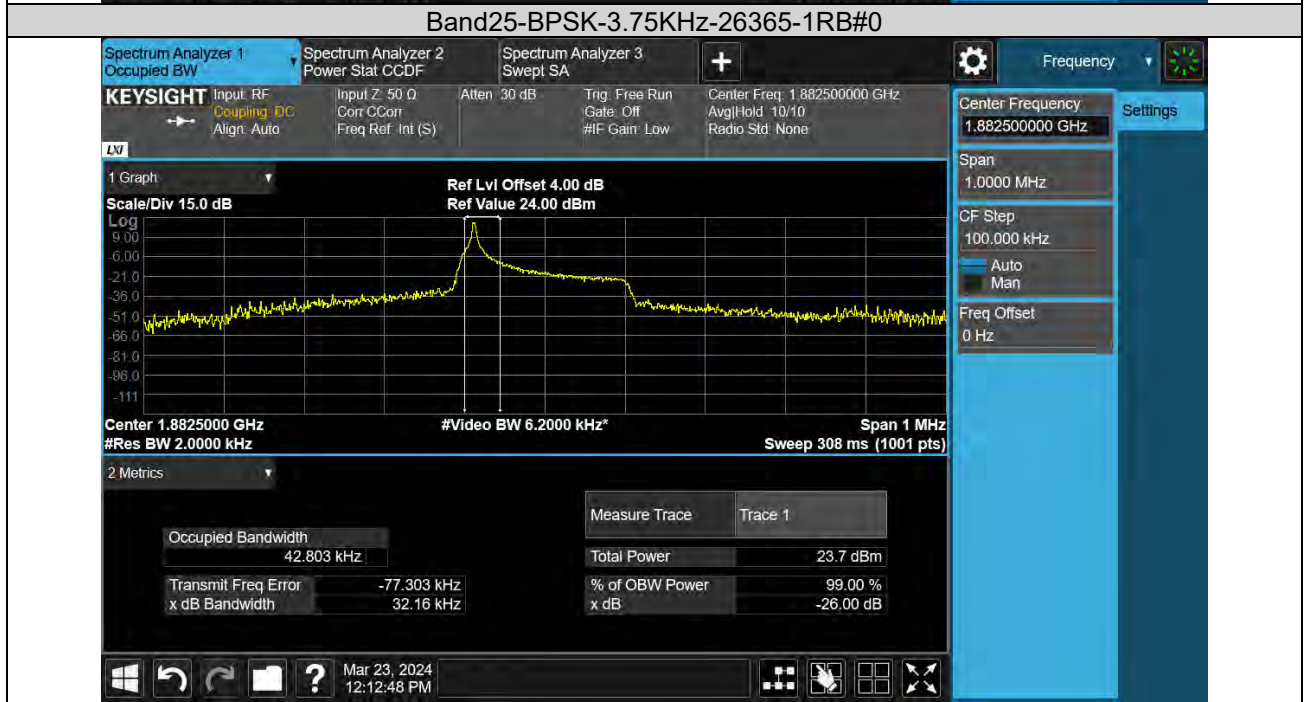 Band25-BPSK-3.75KHz-26365-1RB#0
Spectrum Analyzer 1
Occupied BW
Spectrum Analyzer 2
Power Stat CCDF
Spectrum Analyzer 3
Swept SA
+
Frequency
KEYSIGHT
Input: RF
Coupling: DC
Align: Auto
Input Z: 50 Ω
Corr CCorr
Freq Ref: Int (S)
Atten: 30 dB
Trig: Free Run
Gate: Off
#IF Gain: Low
Center Freq: 1.882500000 GHz
Avg|Hold: 10/10
Radio Std: None
LXI
Center Frequency
1.882500000 GHz
Settings
Span
1.0000 MHz
CF Step
100.000 kHz
Auto
Man
Freq Offset
0 Hz
1 Graph
Scale/Div 15.0 dB
Ref Lvl Offset 4.00 dB
Ref Value 24.00 dBm
Log
9.00
-6.00
-21.0
-36.0
-51.0
-66.0
-81.0
-96.0
-111
Center 1.8825000 GHz
#Res BW 2.0000 kHz
#Video BW 6.2000 kHz*
Span 1 MHz
Sweep 308 ms (1001 pts)
2 Metrics
Measure Trace
Trace 1
Occupied Bandwidth
42.803 kHz
Total Power
23.7 dBm
Transmit Freq Error
-77.303 kHz
% of OBW Power
99.00 %
x dB Bandwidth
32.16 kHz
x dB
-26.00 dB
?
Mar 23, 2024
12:12:48 PM